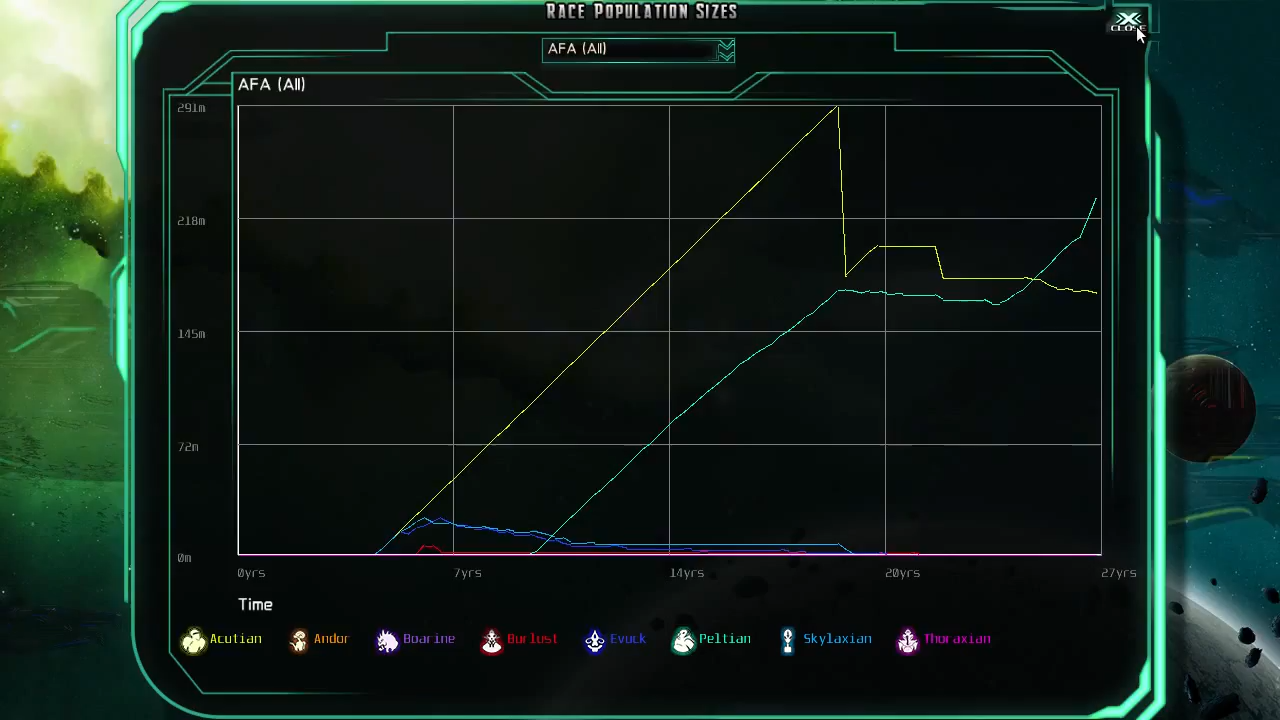 Race Population Sizes
CLOSE
AFA (All)
AFA (All)
291m
218m
145m
72m
0m
0yrs 7yrs 14yrs 20yrs 27yrs
Time
Acutian Andor Boarine Burlust Evuck Peltian Skylaxian Thoraxian